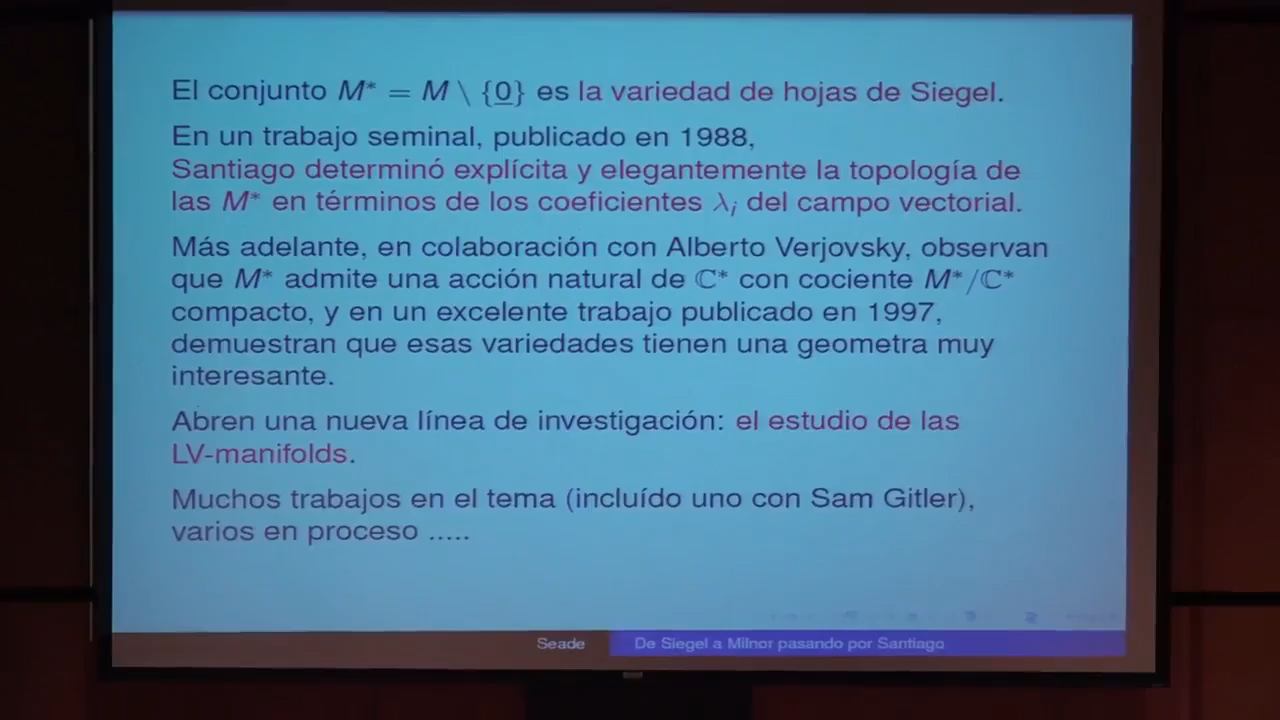 El conjunto M* = M \ {0} es la variedad de hojas de Siegel.
En un trabajo seminal, publicado en 1988,
Santiago determinó explícita y elegantemente la topología de
las M* en términos de los coeficientes λi del campo vectorial.
Más adelante, en colaboración con Alberto Verjovsky, observan
que M* admite una acción natural de ℂ* con cociente M*/ℂ*
compacto, y en un excelente trabajo publicado en 1997,
demuestran que esas variedades tienen una geometra muy
interesante.
Abren una nueva línea de investigación: el estudio de las
LV-manifolds.
Muchos trabajos en el tema (incluído uno con Sam Gitler),
varios en proceso .....
Seade De Siegel a Milnor pasando por Santiago